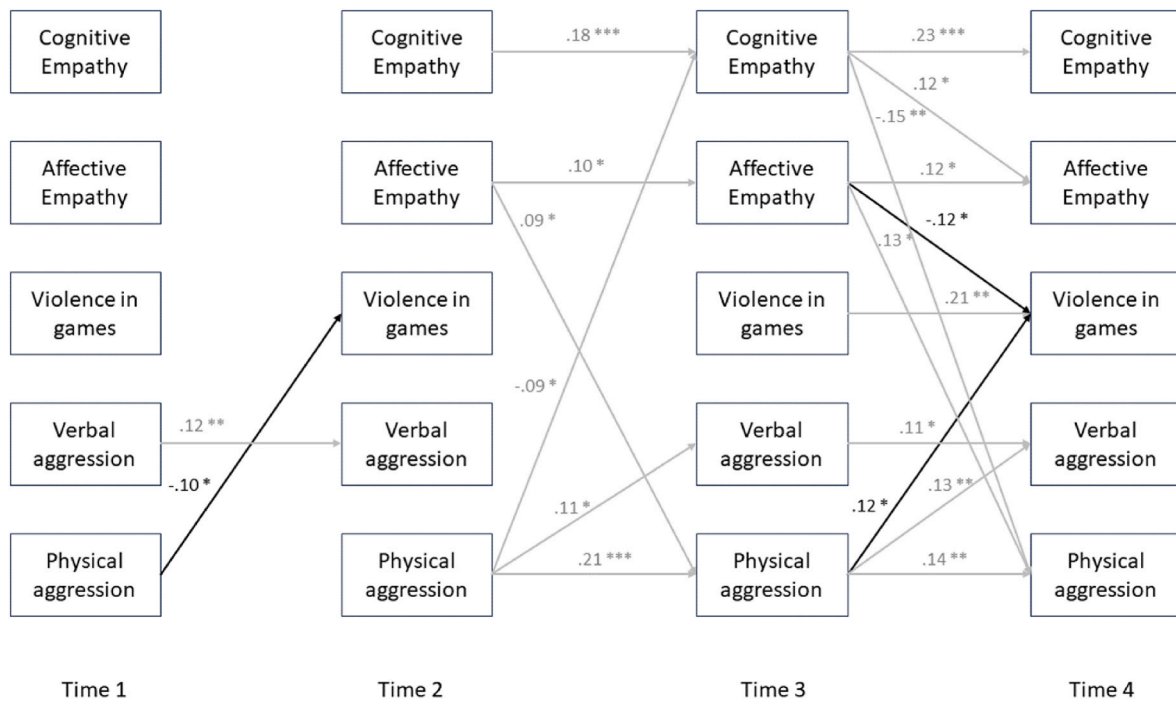 Cognitive
Empathy
Cognitive
Empathy
.18 ***
Cognitive
Empathy
.23 ***
Cognitive
Empathy
.12 *
-.15 **
Affective
Empathy
Affective
Empathy
.10 *
Affective
Empathy
.12 *
Affective
Empathy
.09 *
-.12 *
.13 *
Violence in
games
Violence in
games
Violence in
games
.21 **
Violence in
games
-.09 *
Verbal
aggression
.12 **
Verbal
aggression
Verbal
aggression
.11 *
Verbal
aggression
-.10 *
.11 *
.12 *
.13 **
Physical
aggression
Physical
aggression
.21 ***
Physical
aggression
.14 **
Physical
aggression
Time 1
Time 2
Time 3
Time 4